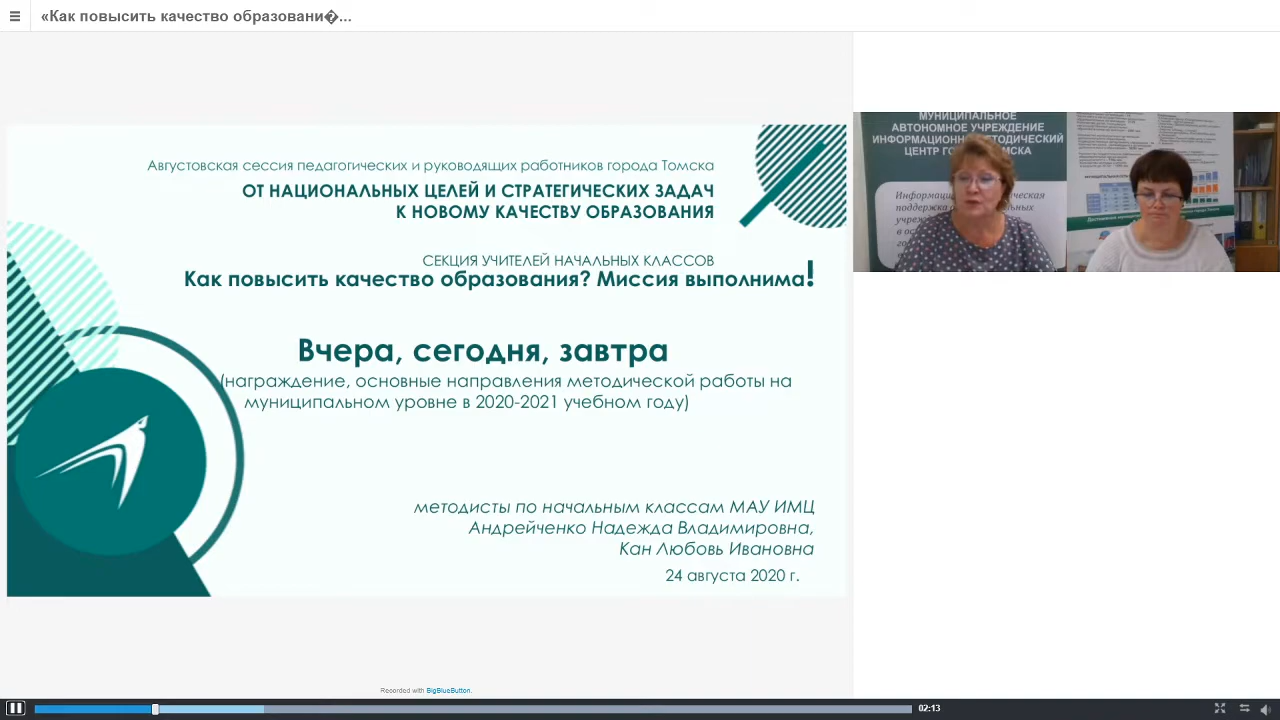 «Как повысить качество образовани�...
Августовская сессия педагогических и руководящих работников города Томска
ОТ НАЦИОНАЛЬНЫХ ЦЕЛЕЙ И СТРАТЕГИЧЕСКИХ ЗАДАЧ
К НОВОМУ КАЧЕСТВУ ОБРАЗОВАНИЯ
СЕКЦИЯ УЧИТЕЛЕЙ НАЧАЛЬНЫХ КЛАССОВ
Как повысить качество образования? Миссия выполнима!
Вчера, сегодня, завтра
(награждение, основные направления методической работы на
муниципальном уровне в 2020-2021 учебном году)
методисты по начальным классам МАУ ИМЦ
Андрейченко Надежда Владимировна,
Кан Любовь Ивановна
24 августа 2020 г.
МУНИЦИПАЛЬНОЕ
АВТОНОМНОЕ УЧРЕЖДЕНИЕ
ИНФОРМАЦИОННО
ЦЕНТР
Recorded with BigBlueButton.
02:13